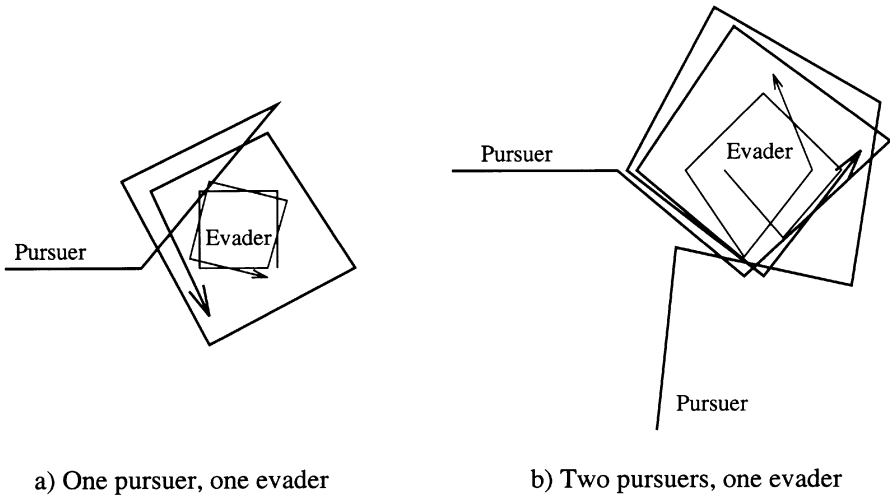 Pursuer
Evader
a) One pursuer, one evader
Pursuer
Evader
Pursuer
b) Two pursuers, one evader